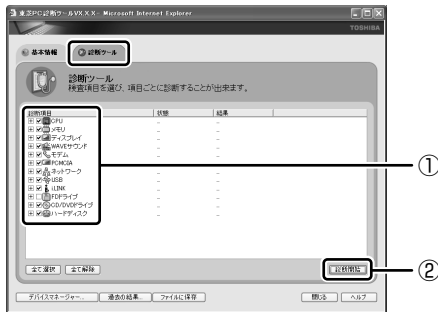 東芝PC診断ツールVX.X.X - Microsoft Internet Explorer
TOSHIBA
基本情報
診断ツール
診断ツール
検査項目を選び、項目ごとに診断することが出来ます。
診断項目 状態 結果
CPU -- --
メモリ -- --
ディスプレイ -- --
WAVEサウンド -- --
モデム -- --
PCMCIA -- --
ネットワーク -- --
USB -- --
i.LINK -- --
FDドライブ -- --
CD/DVDドライブ -- --
ハードディスク -- --
①
全て選択 全て解除 診断開始 ②
デバイスマネージャー... 過去の結果... ファイルに保存 閉じる ヘルプ